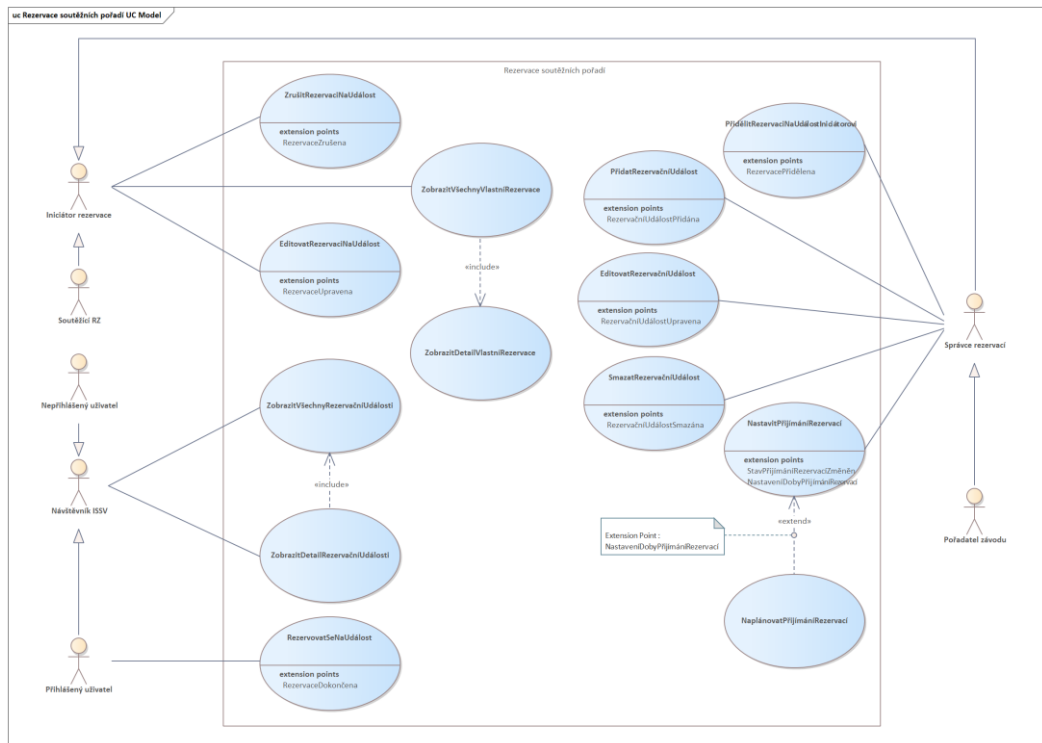 uc Rezervace soutěžních pořadí UC Model
Rezervace soutěžních pořadí
ZrušitRezervaciNaUdálost
extension points
RezervaceZrušena
PřidělitRezervaciNaUdálostIniciátorovi
extension points
RezervacePřidělena
ZobrazitVšechnyVlastníRezervace
PřidatRezervačníUdálost
extension points
RezervačníUdálostPřidána
Iniciátor rezervace
EditovatRezervaciNaUdálost
extension points
RezervaceUpravena
«include»
EditovatRezervačníUdálost
extension points
RezervačníUdálostUpravena
Soutěžící RZ
ZobrazitDetailVlastníRezervace
Správce rezervací
SmazatRezervačníUdálost
extension points
RezervačníUdálostSmazána
Nepřihlášený uživatel
ZobrazitVšechnyRezervačníUdálosti
NastavitPřijímáníRezervací
extension points
StavPřijímáníRezervacíZměněn
NastaveníDobyPřijímáníRezervací
«include»
Návštěvník ISSV
«extend»
Extension Point :
NastaveníDobyPřijímáníRezervací
Pořadatel závodu
ZobrazitDetailRezervačníUdálosti
NaplánovatPřijímáníRezervací
RezervovatSeNaUdálost
extension points
RezervaceDokončena
Přihlášený uživatel